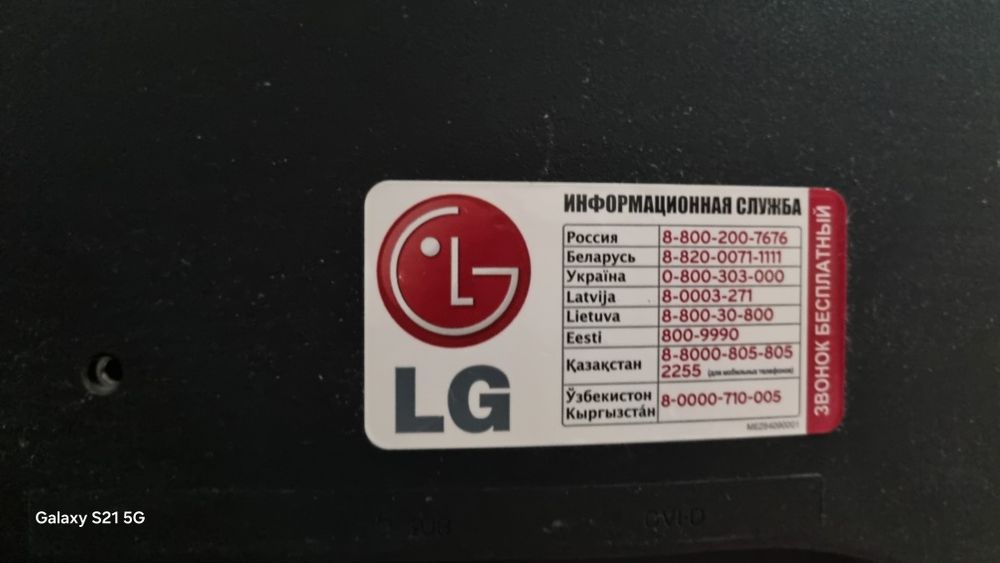 ИНФОРМАЦИОННАЯ СЛУЖБА
Россия 8-800-200-7676
Беларусь 8-820-0071-1111
Україна 0-800-303-000
Latvija 8-0003-271
Lietuva 8-800-30-800
Eesti 800-9990
Қазақстан 8-8000-805-805
2255 (для мобильных телефонов)
Ўзбекистон
Кыргызстáн 8-0000-710-005
ЗВОНОК БЕСПЛАТНЫЙ
LG
DVI-D
Galaxy S21 5G